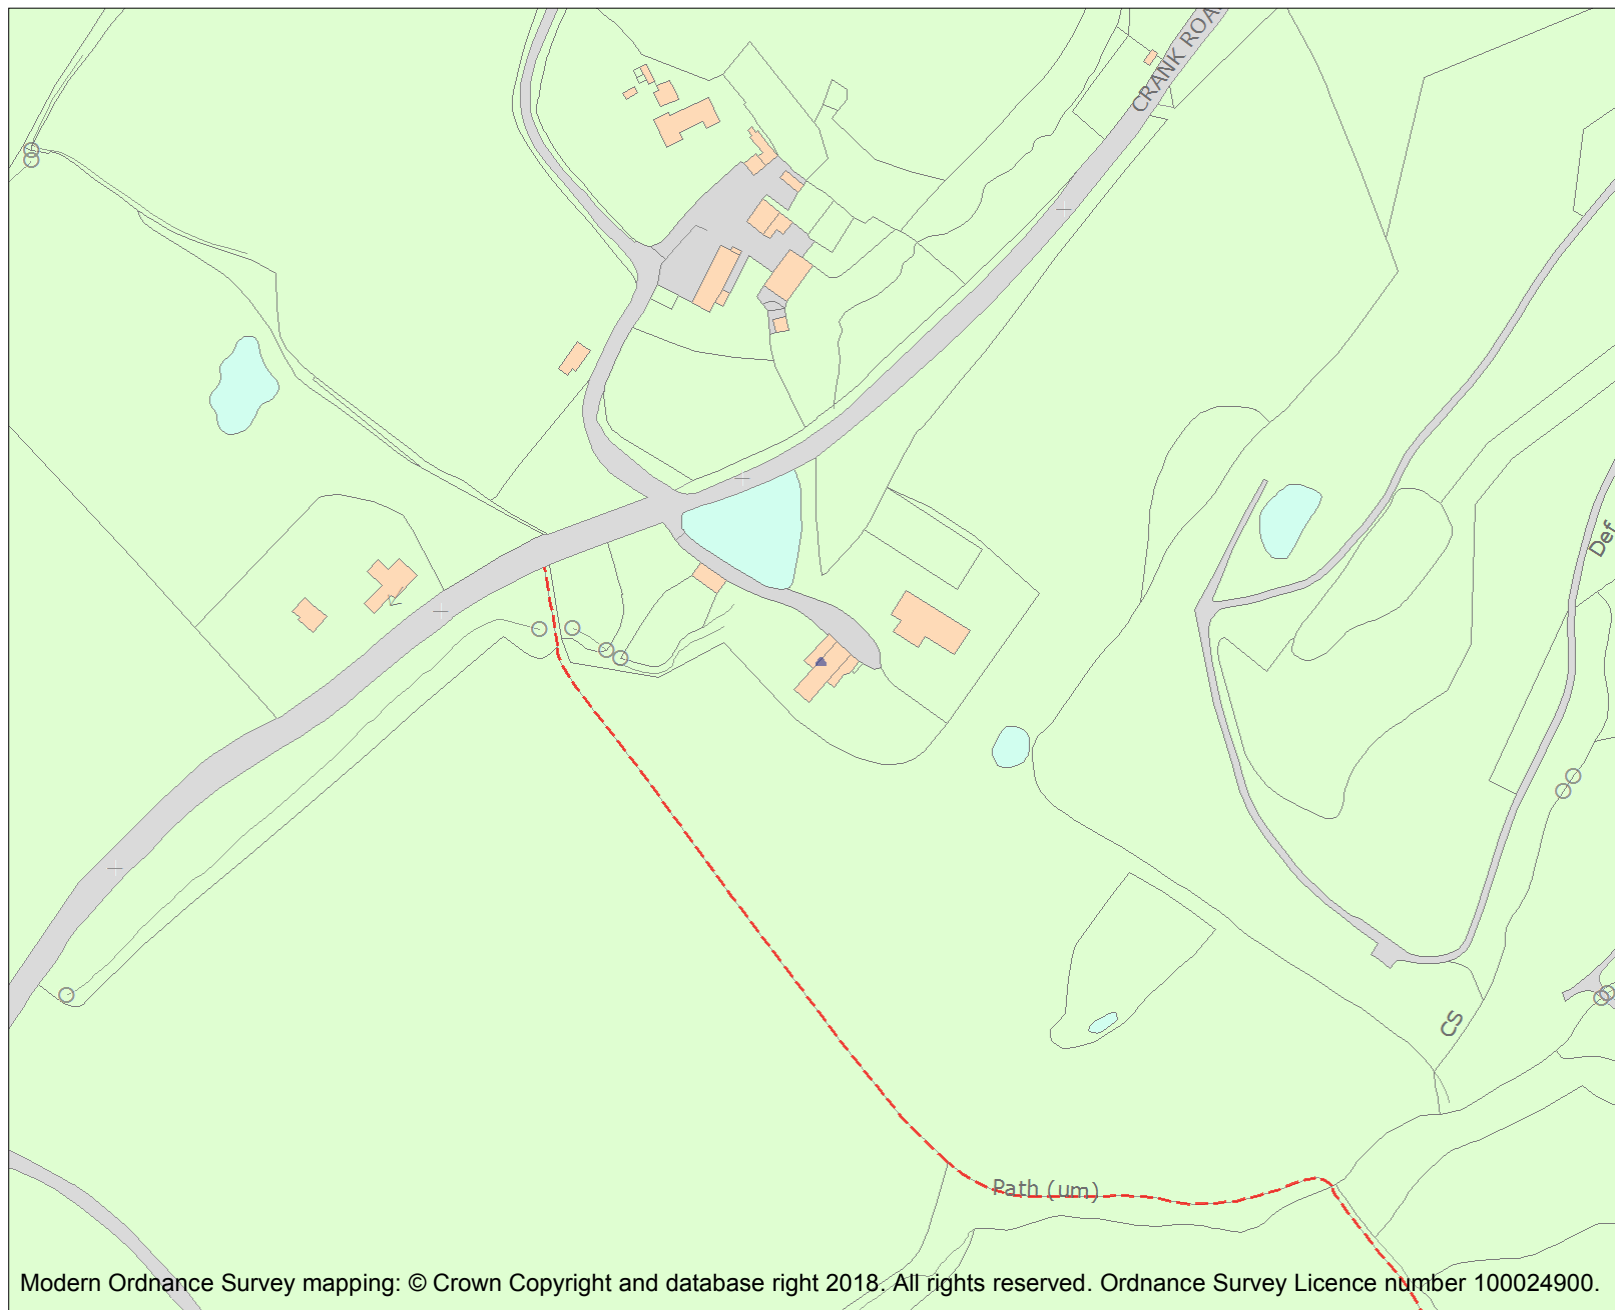 CRANK ROA
Def
CS
Path (um)
Modern Ordnance Survey mapping: © Crown Copyright and database right 2018. All rights reserved. Ordnance Survey Licence number 100024900.